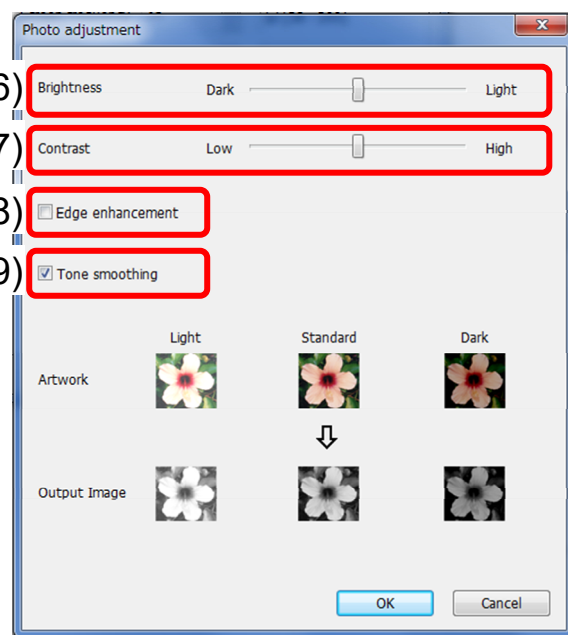 Photo adjustment
6) Brightness Dark Light
7) Contrast Low High
8) Edge enhancement
9) Tone smoothing
Light Standard Dark
Artwork
Output Image
OK Cancel